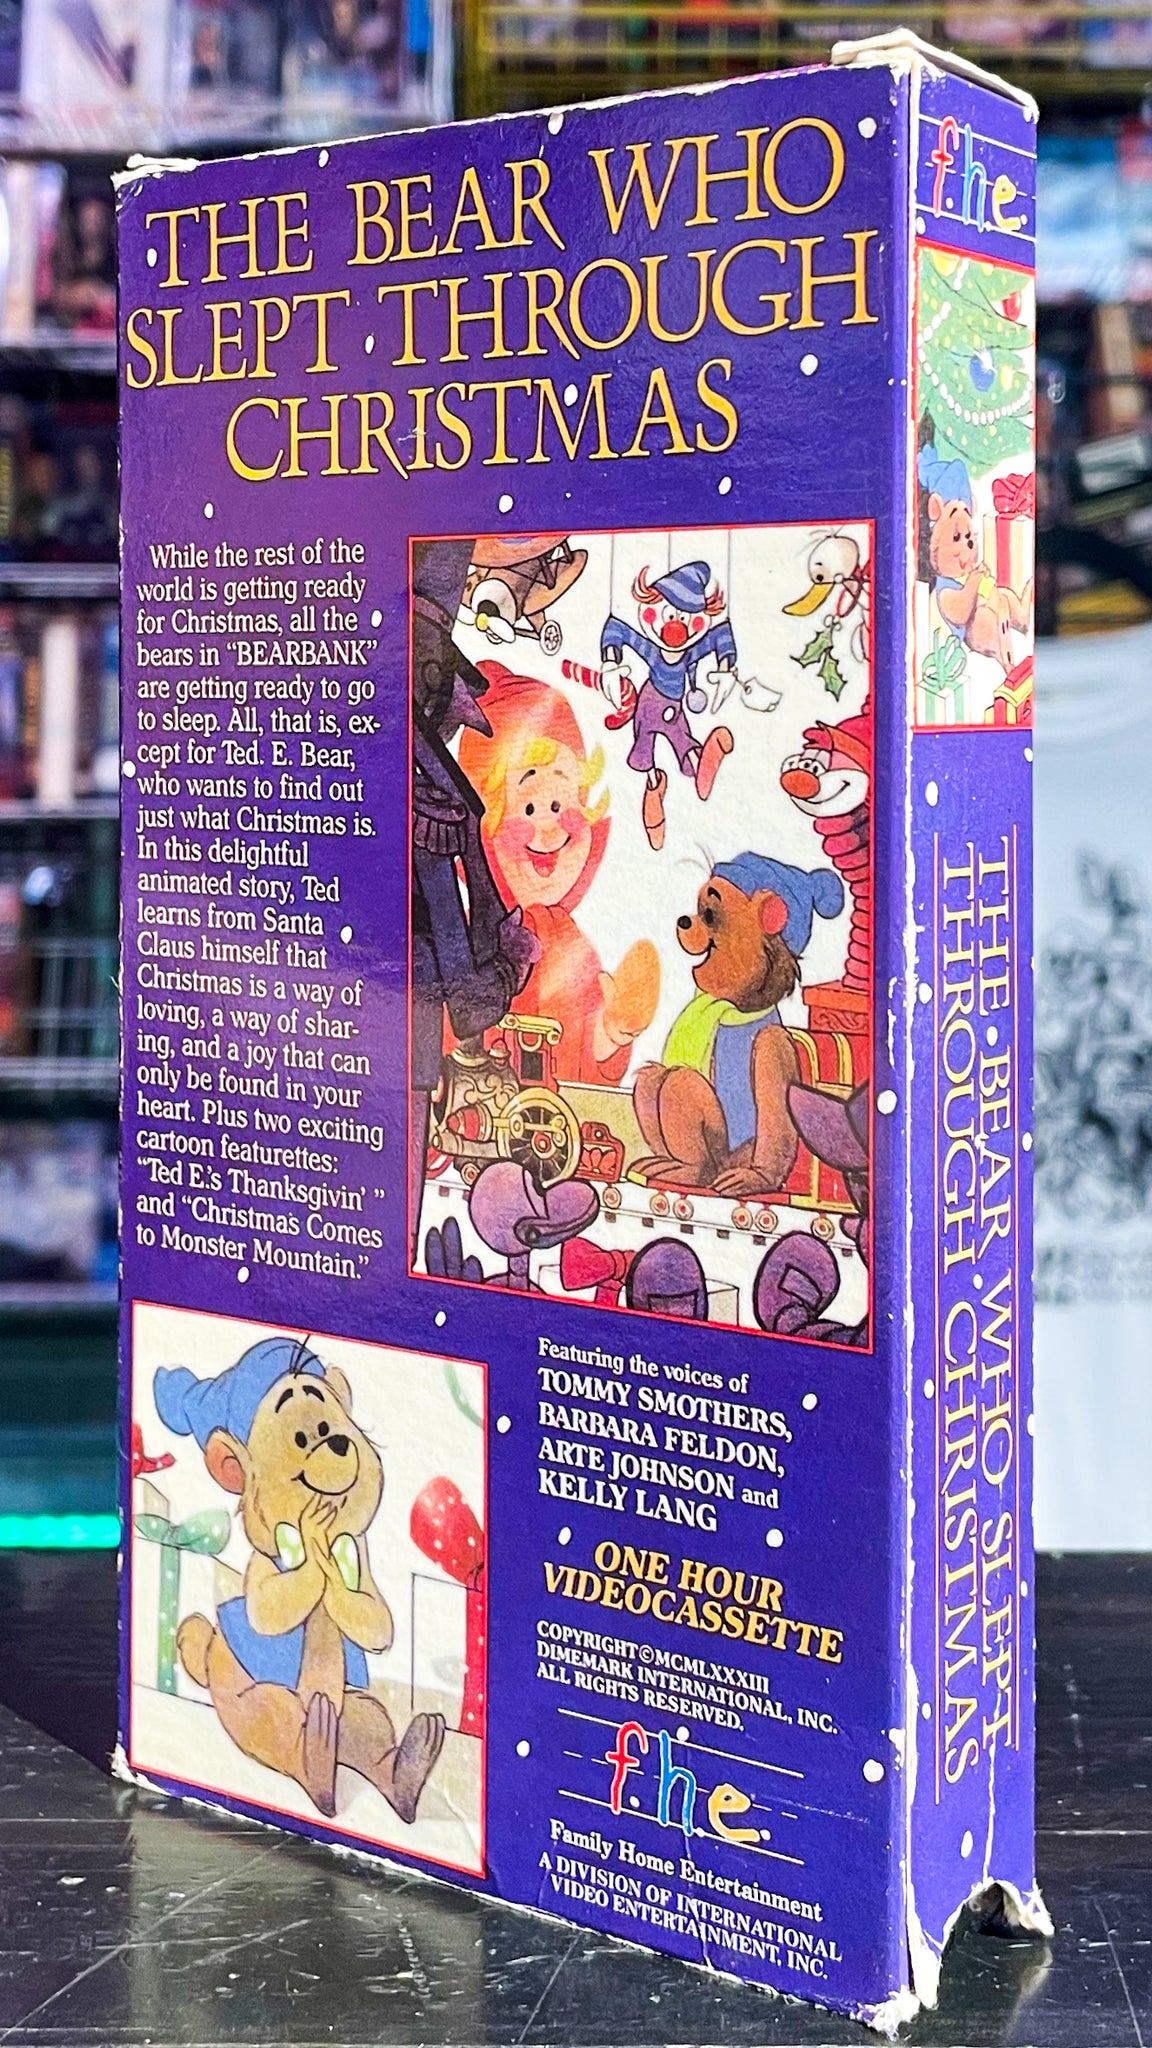 THE BEAR WHO
SLEPT THROUGH
CHRISTMAS
While the rest of the
world is getting ready
for Christmas, all the
bears in “BEARBANK”
are getting ready to go
to sleep. All, that is, ex-
cept for Ted. E. Bear,
who wants to find out
just what Christmas is.
In this delightful
animated story, Ted
learns from Santa
Claus himself that
Christmas is a way of
loving, a way of shar-
ing, and a joy that can
only be found in your
heart. Plus two exciting
cartoon featurettes:
“Ted E.’s Thanksgivin’ ”
and “Christmas Comes
to Monster Mountain.”
Featuring the voices of
TOMMY SMOTHERS,
BARBARA FELDON,
ARTE JOHNSON and
KELLY LANG
ONE HOUR
VIDEOCASSETTE
COPYRIGHT©MCMLXXXIII
DIMEMARK INTERNATIONAL, INC.
ALL RIGHTS RESERVED.
f.h.e.
Family Home Entertainment
A DIVISION OF INTERNATIONAL
VIDEO ENTERTAINMENT, INC.
f.h.e.
THE•BEAR WHO SLEPT
THROUGH•CHRISTMAS